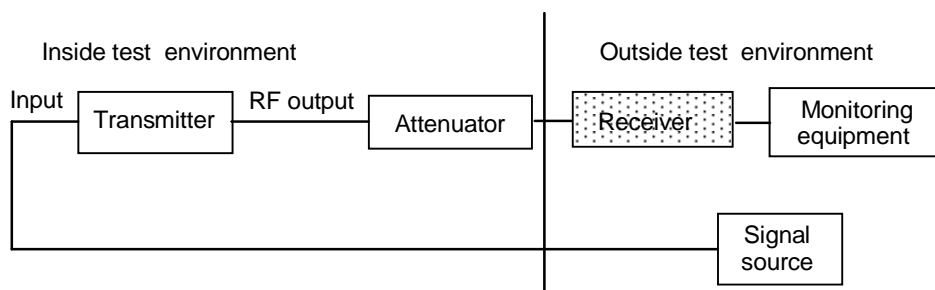 Inside test environment
Outside test environment
Input
Transmitter
RF output
Attenuator
Receiver
Monitoring
equipment
Signal
source